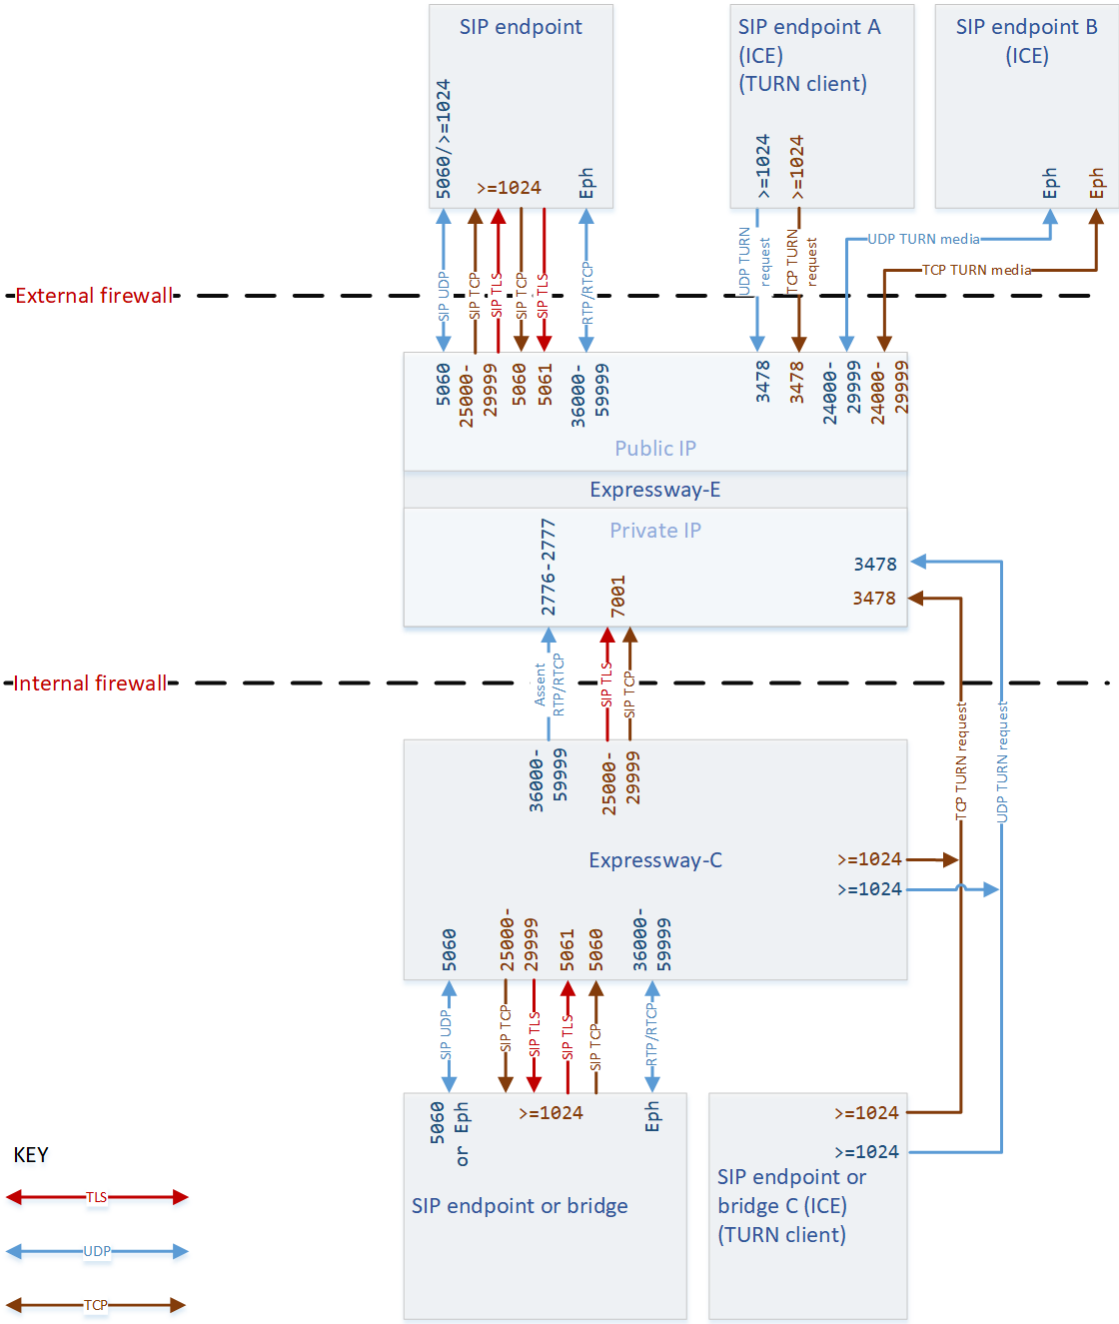 SIP endpoint
SIP endpoint A
(ICE)
(TURN client)
SIP endpoint B
(ICE)
5060/>=1024
>=1024
Eph
>=1024
>=1024
Eph
Eph
SIP UDP
SIP TCP
SIP TLS
SIP TCP
SIP TLS
RTP/RTCP
UDP TURN
request
TCP TURN
request
UDP TURN media
TCP TURN media
External firewall
5060
25000-
29999
5060
5061
36000-
59999
3478
3478
24000-
29999
24000-
29999
Public IP
Expressway-E
Private IP
2776-2777
7001
3478
3478
Assent
RTP/RTCP
SIP TLS
SIP TCP
Internal firewall
TCP TURN request
UDP TURN request
36000-
59999
25000-
29999
Expressway-C
>=1024
>=1024
5060
25000-
29999
5061
5060
36000-
59999
SIP UDP
SIP TCP
SIP TLS
SIP TLS
SIP TCP
RTP/RTCP
5060
or Eph
>=1024
Eph
SIP endpoint or bridge
>=1024
>=1024
SIP endpoint or
bridge C (ICE)
(TURN client)
KEY
TLS
UDP
TCP